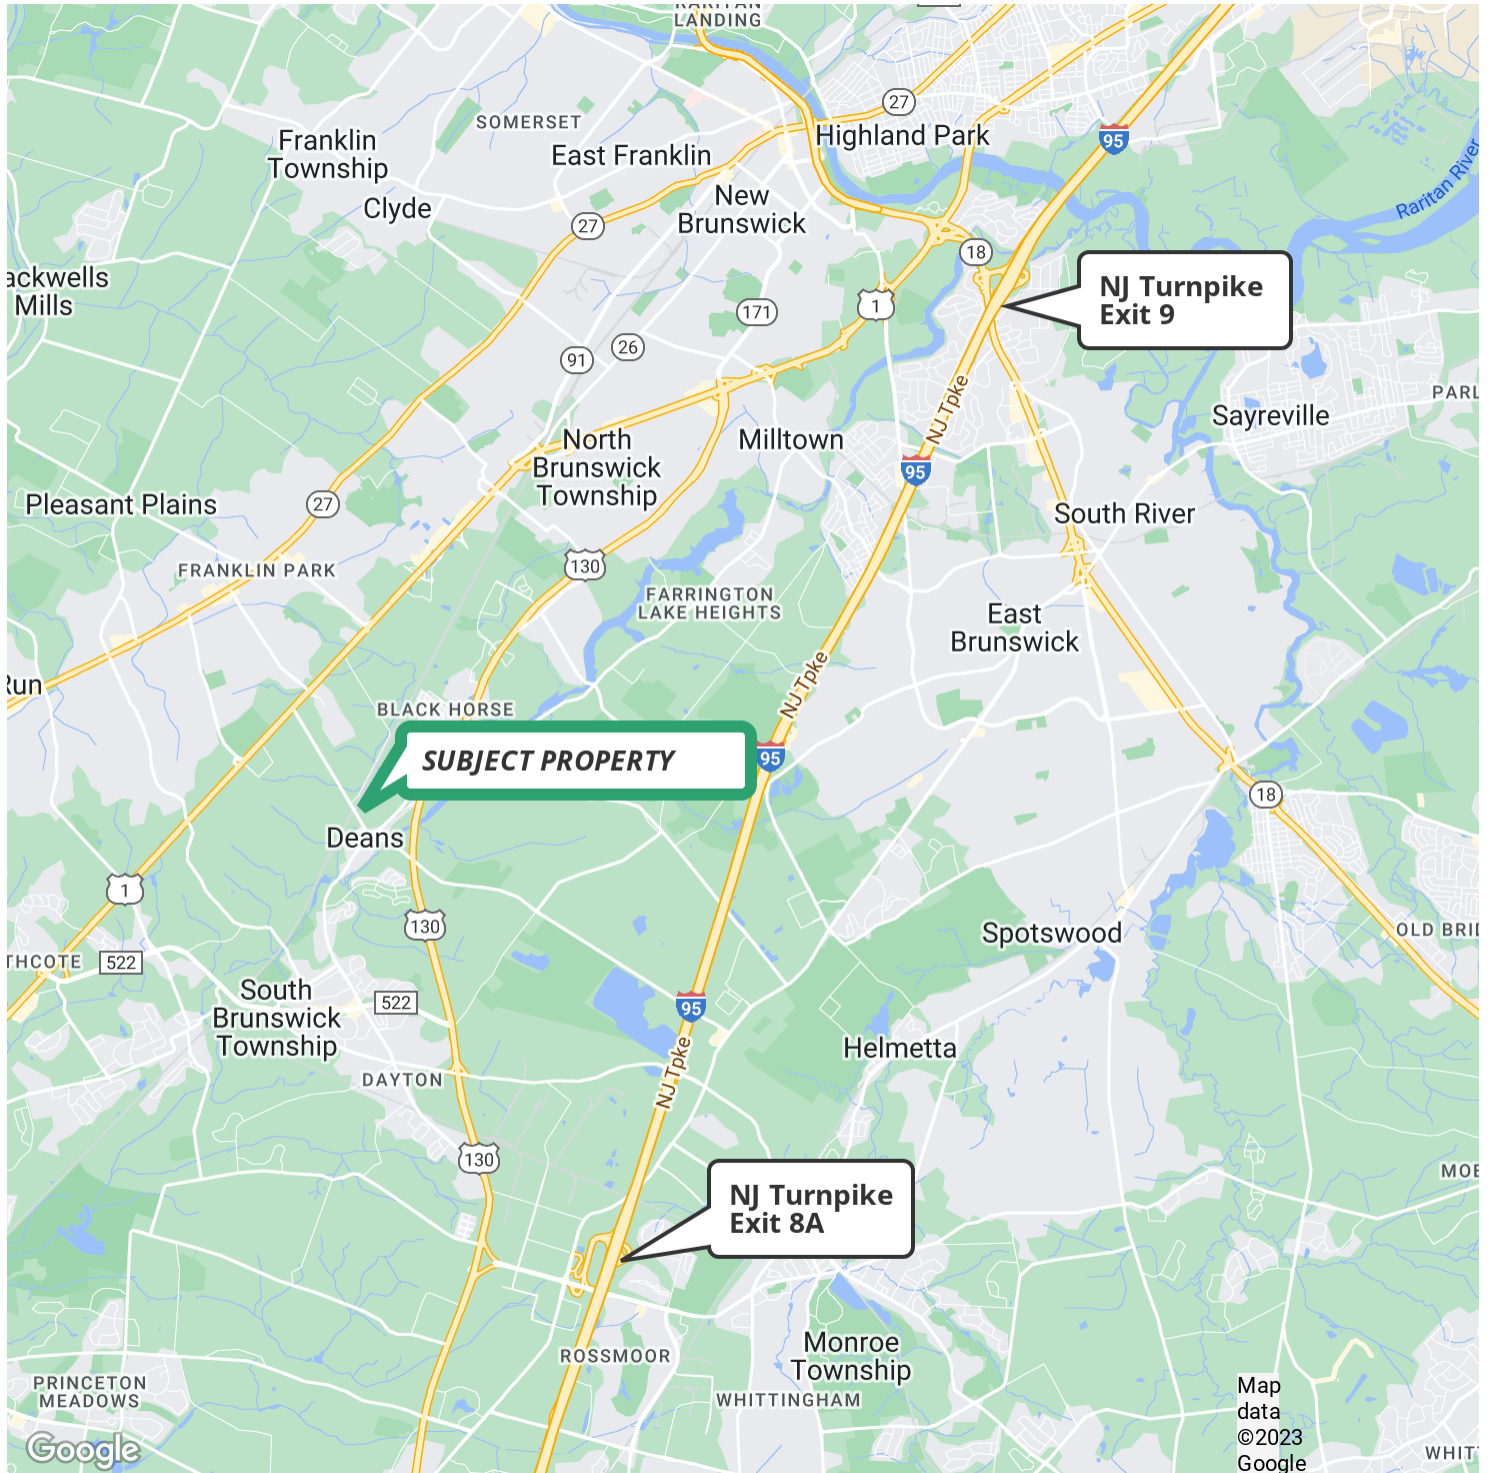 RARITAN
LANDING
27
SOMERSET
Highland Park
Franklin
Township
95
East Franklin
New
Brunswick
Clyde
Raritan River
27
18
ackwells
Mills
NJ Turnpike
Exit 9
1
171
26
91
NJ Tpke
PARL
Sayreville
North
Brunswick
Township
Milltown
95
Pleasant Plains
27
South River
FRANKLIN PARK
130
FARRINGTON
LAKE HEIGHTS
East
Brunswick
Run
NJ Tpke
BLACK HORSE
SUBJECT PROPERTY
95
18
Deans
1
130
OLD BRID
Spotswood
THCOTE
522
South
Brunswick
Township
522
95
Helmetta
NJ Tpke
DAYTON
130
MOE
NJ Turnpike
Exit 8A
Monroe
Township
ROSSMOOR
PRINCETON
MEADOWS
WHITTINGHAM
Map
data
©2023
Google
Google
WHIT